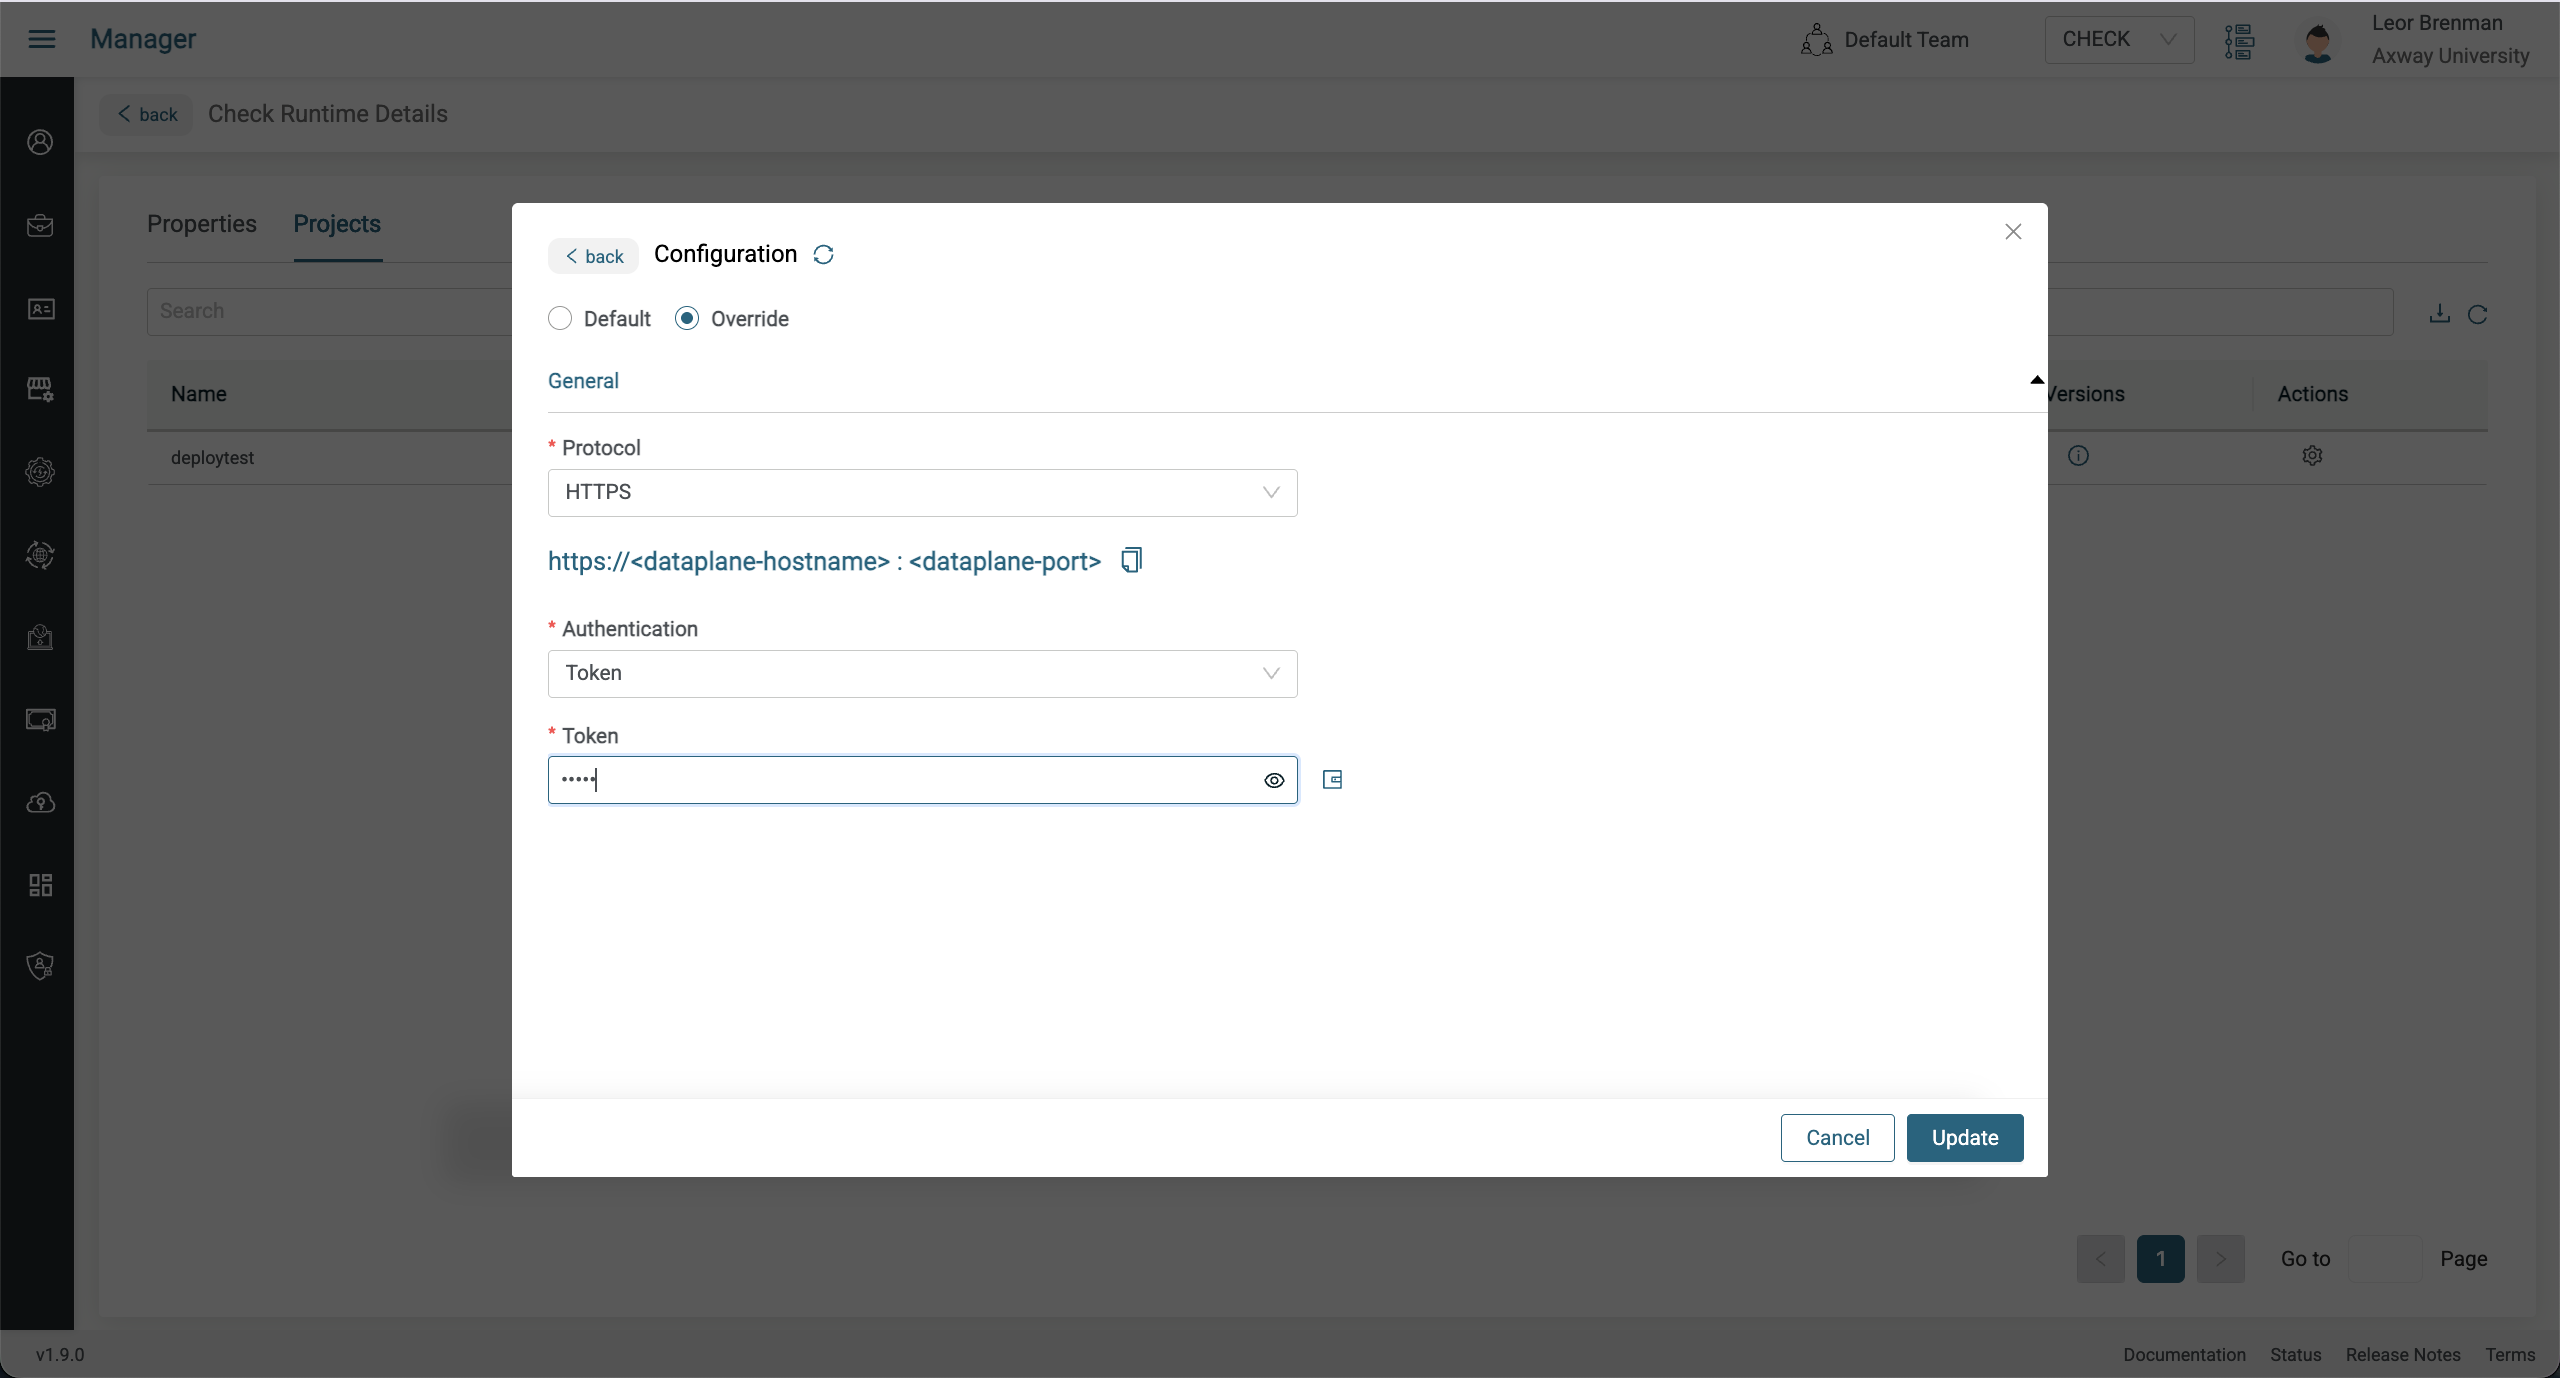 Manager
Default Team
CHECK
Leor Brenman
Axway University
back
Check Runtime Details
Properties
Projects
Search
Name
Versions
Actions
deploytest
back
Configuration
Default
Override
General
* Protocol
HTTPS
https://<dataplane-hostname> : <dataplane-port>
* Authentication
Token
* Token
•••••
Cancel
Update
< 1 > Go to Page
v1.9.0
Documentation Status Release Notes Terms